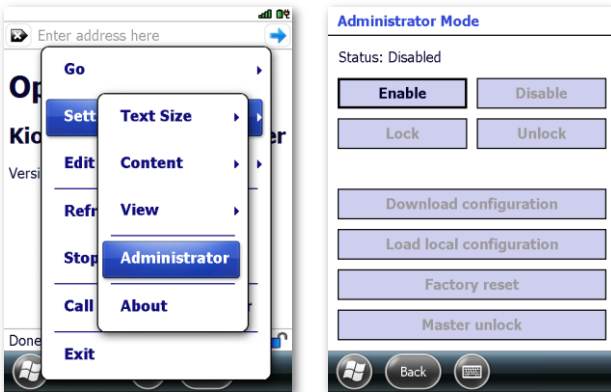 Enter address here
Op
Kio er
Versi
Go
Sett
Edit
Refr
Stop
Call r
Exit
Text Size
Content
View
Administrator
About
Done
Administrator Mode
Status: Disabled
Enable Disable
Lock Unlock
Download configuration
Load local configuration
Factory reset
Master unlock
Back